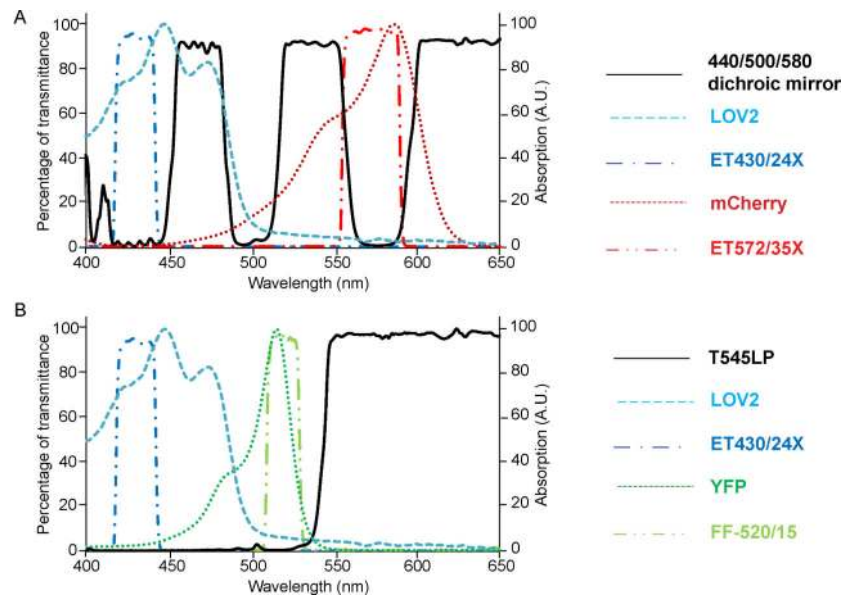 A
Percentage of transmittance
100
80
60
40
20
0
400
450
500
550
600
650
Wavelength (nm)
100
80
60
40
20
0
Absorption (A.U.)
440/500/580
dichroic mirror
LOV2
ET430/24X
mCherry
ET572/35X
B
Percentage of transmittance
100
80
60
40
20
0
400
450
500
550
600
650
Wavelength (nm)
100
80
60
40
20
0
Absorption (A.U.)
T545LP
LOV2
ET430/24X
YFP
FF-520/15